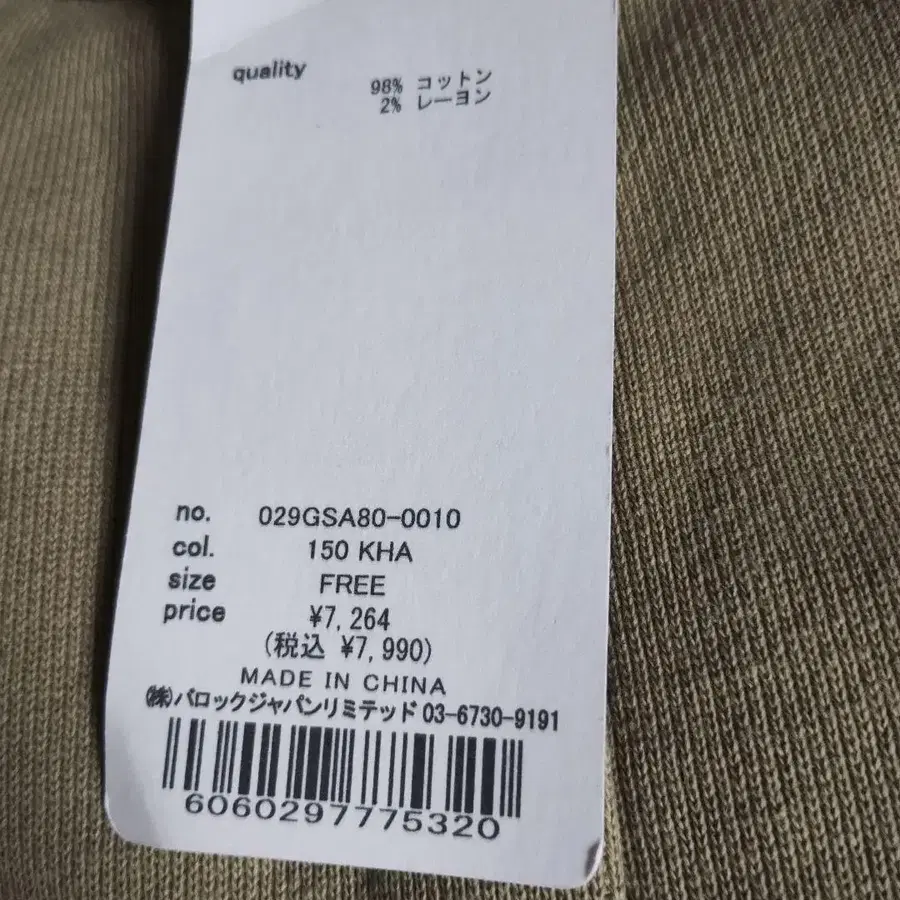 quality
98% コットン
2% レーヨン
no. 029GSA80-0010
col. 150 KHA
size FREE
price ¥7,264
(税込 ¥7,990)
MADE IN CHINA
㈱バロックジャパンリミテッド 03-6730-9191
6060297775320